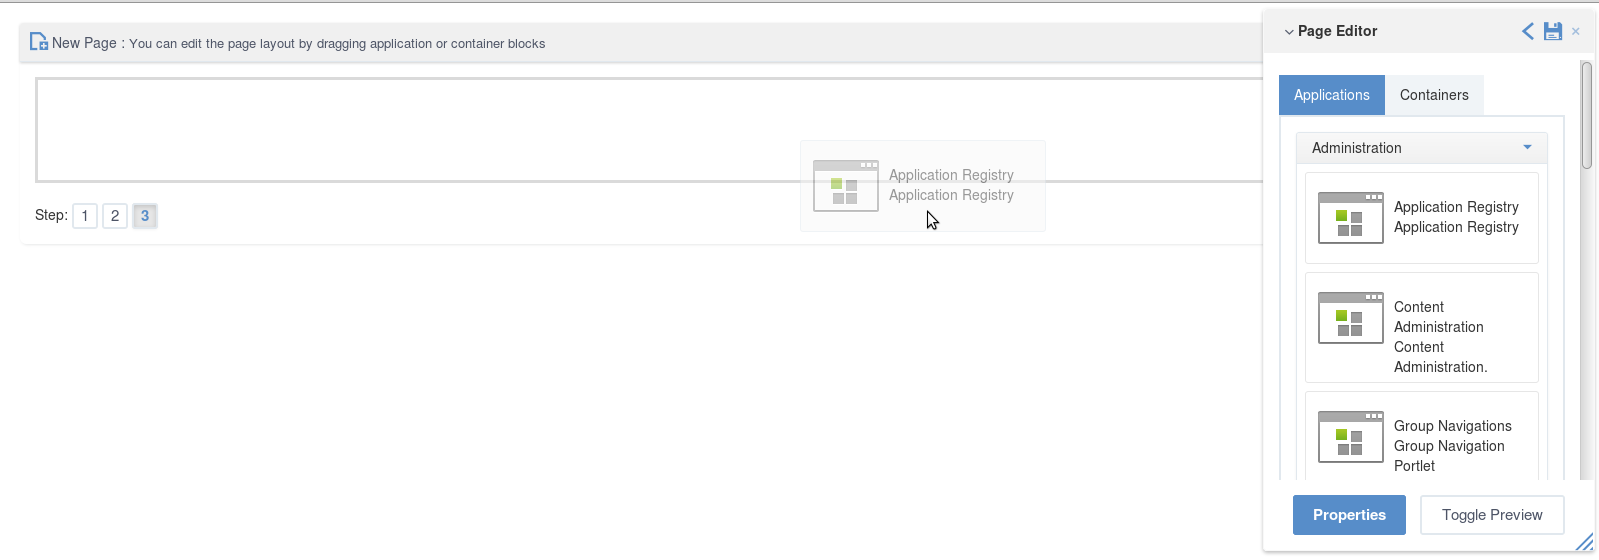 New Page : You can edit the page layout by dragging application or container blocks
Application Registry
Application Registry
Step: 1 2 3
Page Editor
Applications Containers
Administration
Application Registry
Application Registry
Content
Administration
Content
Administration.
Group Navigations
Group Navigation
Portlet
Properties Toggle Preview